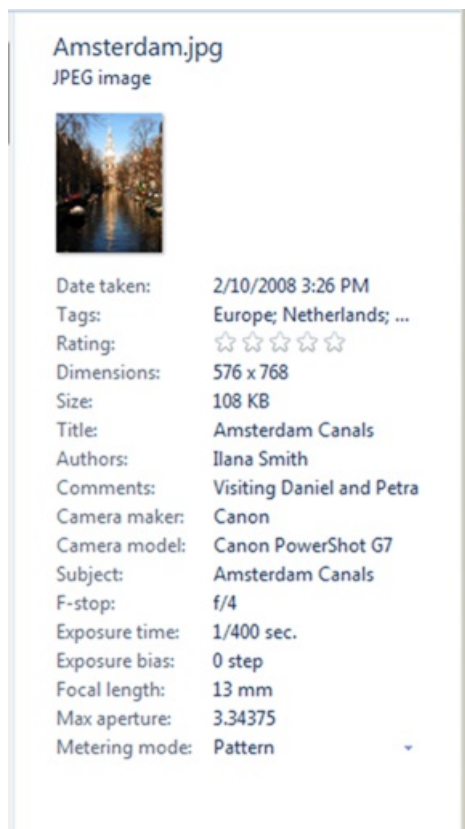 Amsterdam.jpg
JPEG image
Date taken: 2/10/2008 3:26 PM
Tags: Europe; Netherlands; ...
Rating:
Dimensions: 576 x 768
Size: 108 KB
Title: Amsterdam Canals
Authors: Ilana Smith
Comments: Visiting Daniel and Petra
Camera maker: Canon
Camera model: Canon PowerShot G7
Subject: Amsterdam Canals
F-stop: f/4
Exposure time: 1/400 sec.
Exposure bias: 0 step
Focal length: 13 mm
Max aperture: 3.34375
Metering mode: Pattern